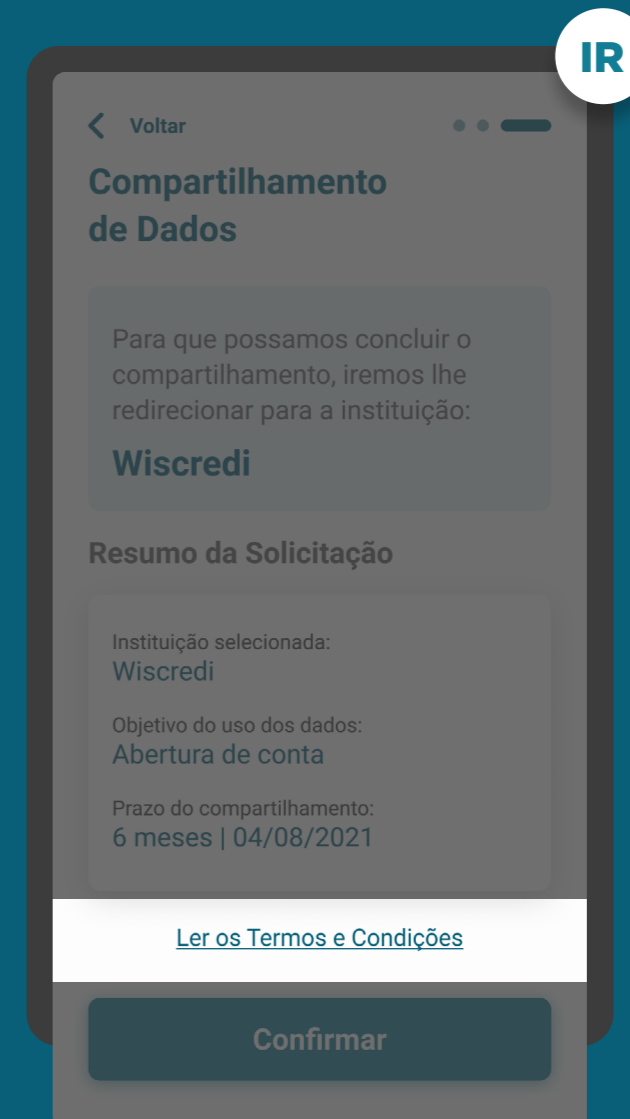 IR
Voltar
Compartilhamento
de Dados
Para que possamos concluir o
compartilhamento, iremos lhe
redirecionar para a instituição:
Wiscredi
Resumo da Solicitação
Instituição selecionada:
Wiscredi
Objetivo do uso dos dados:
Abertura de conta
Prazo do compartilhamento:
6 meses | 04/08/2021
Ler os Termos e Condições
Confirmar